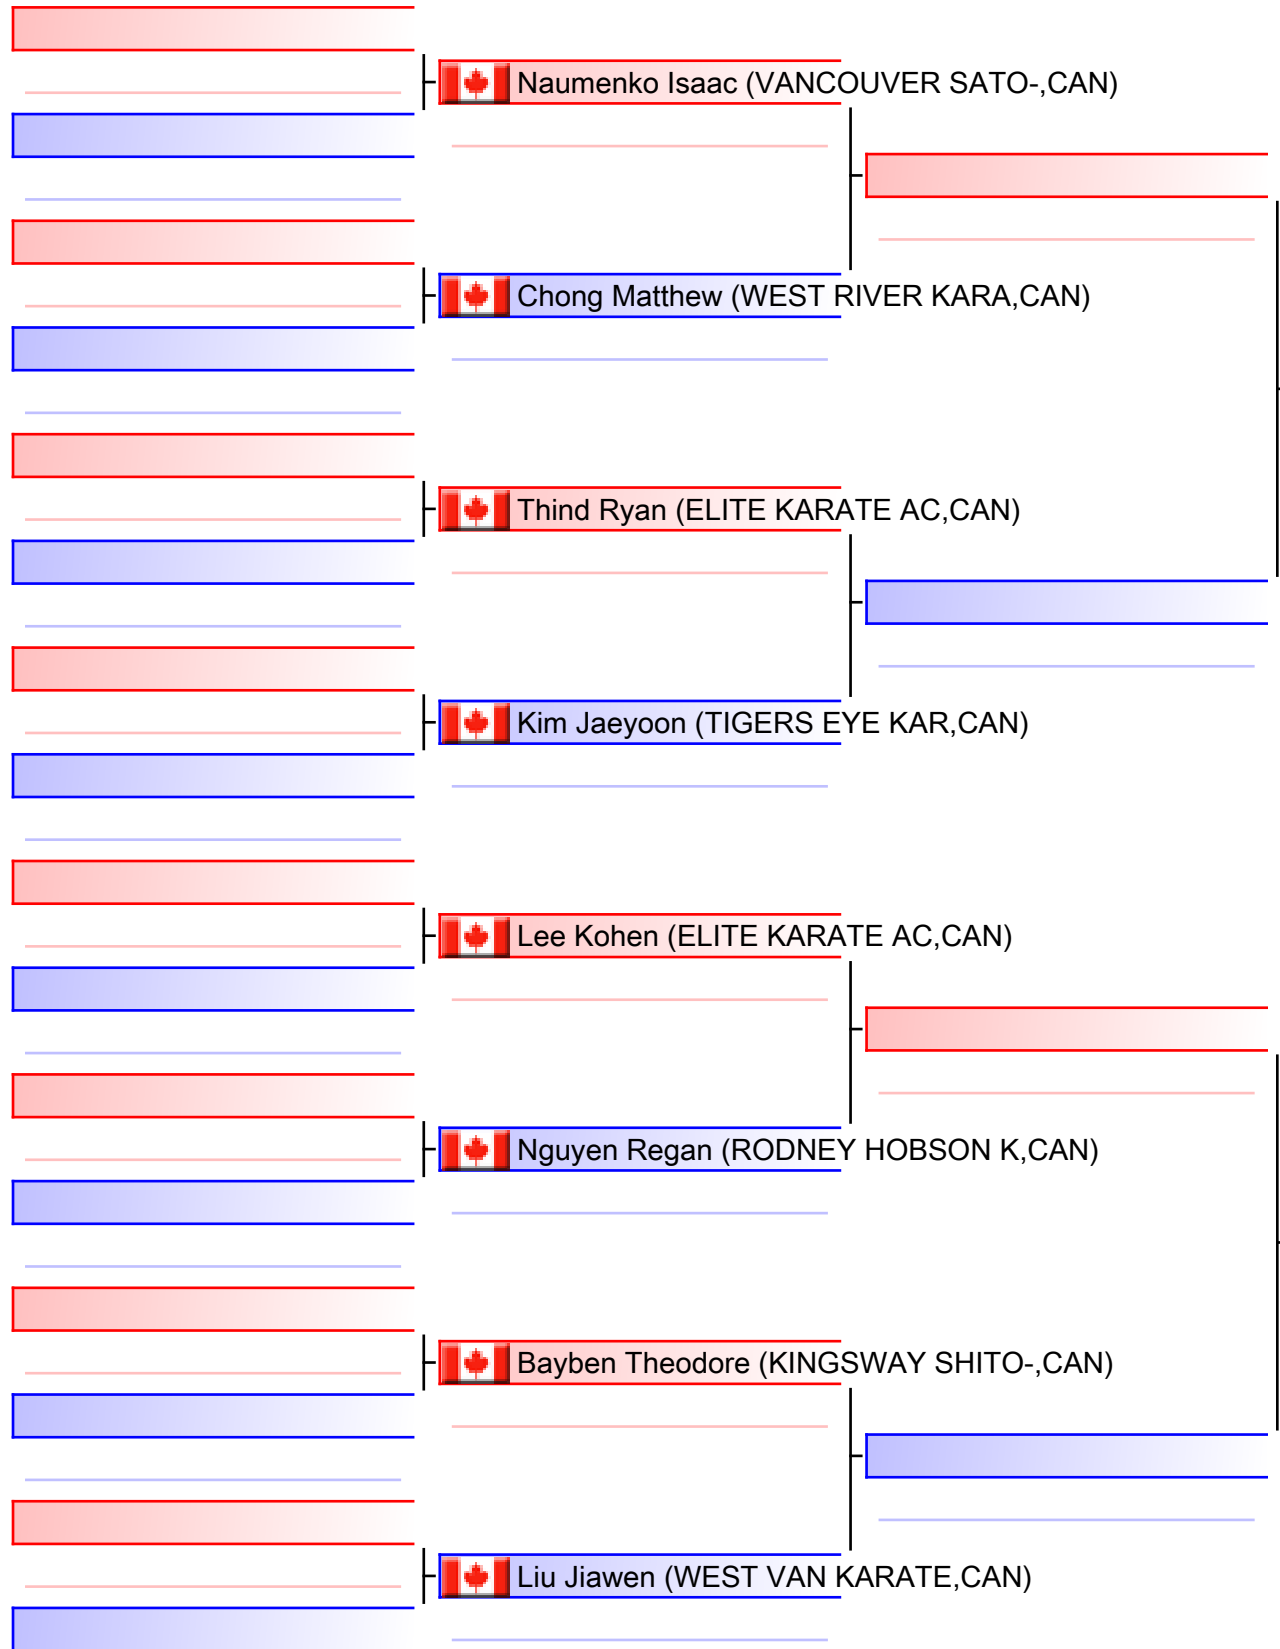 Naumenko Isaac (VANCOUVER SATO-,CAN)
Chong Matthew (WEST RIVER KARA,CAN)
Thind Ryan (ELITE KARATE AC,CAN)
Kim Jaeyoon (TIGERS EYE KAR,CAN)
Lee Kohen (ELITE KARATE AC,CAN)
Nguyen Regan (RODNEY HOBSON K,CAN)
Bayben Theodore (KINGSWAY SHITO-,CAN)
Liu Jiawen (WEST VAN KARATE,CAN)